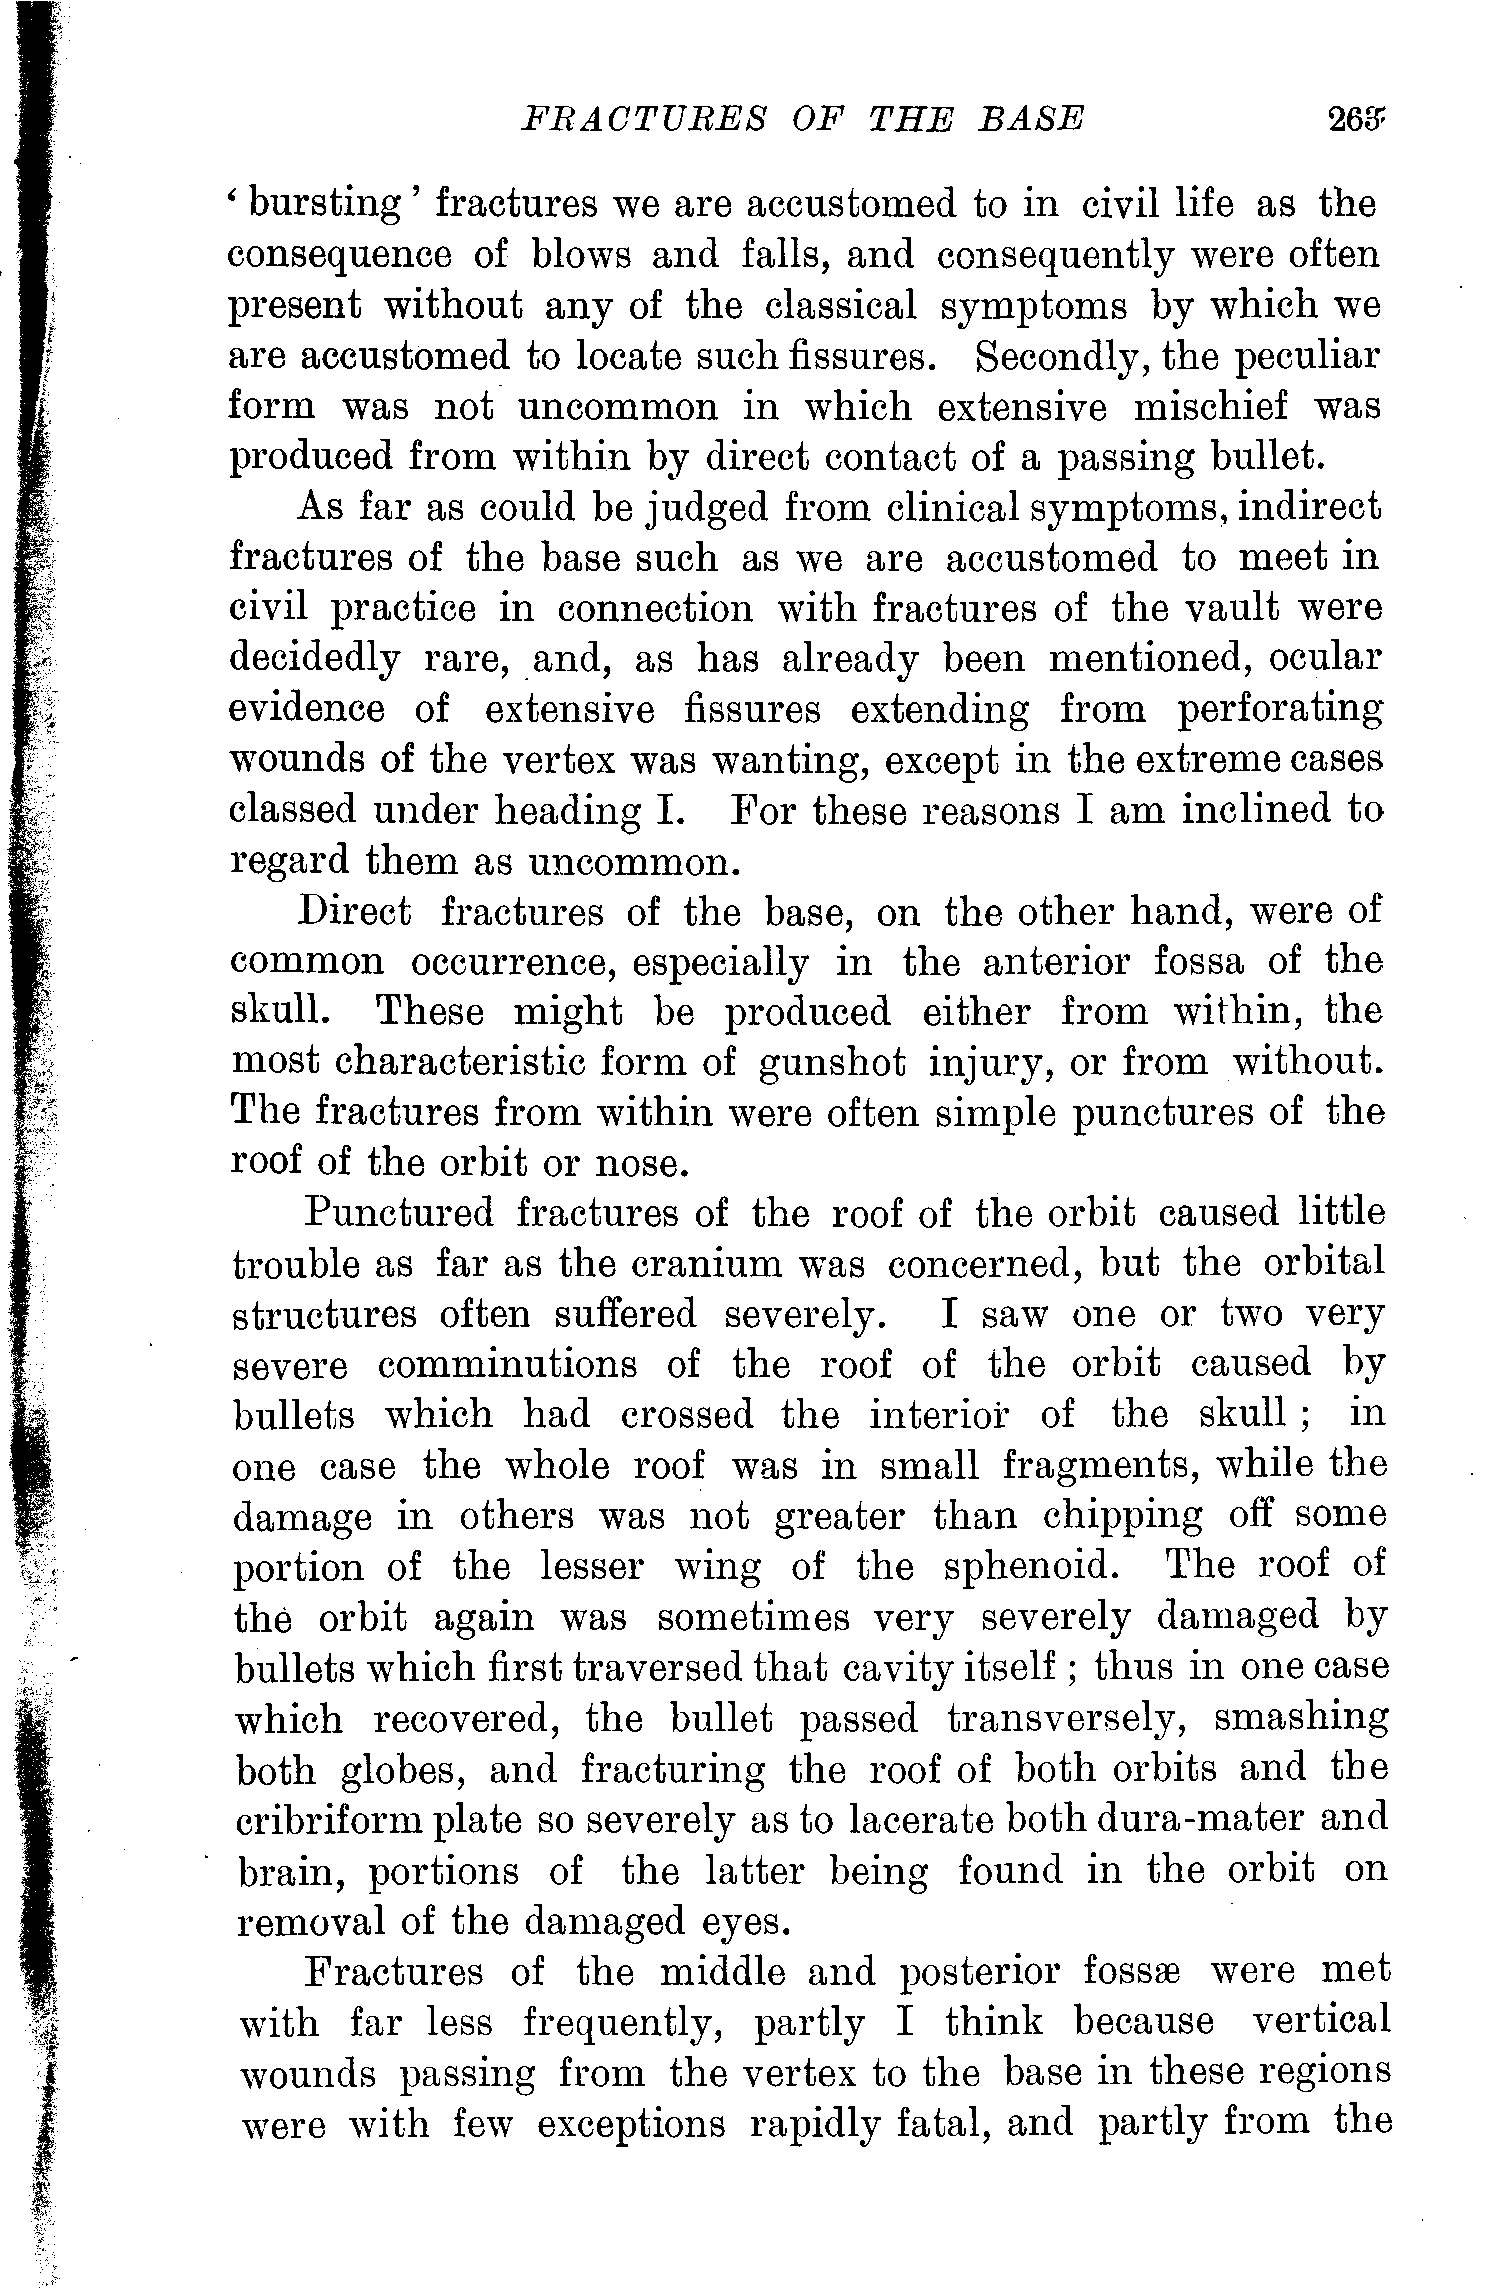 FRACTURES OF THE BASE
' bursting ' fractures we are accustomed to in civil life as the
consequence of blows and falls, and consequently were often
present without any of the classical symptoms by which we
are accustomed to locate such fissures. Secondly, the peculiar
form was not uncommon in which extensive mischief was
produced from within by direct contact of a passing bullet.
As far as could be judged from clinical symptoms, indirect
fractures of the base such as we are accustomed to meet in
civil practice in connection with fractures of the vault were
decidedly rare, and, as has already been mentioned, ocular
evidence of extensive fissures extending from perforating
wounds of the vertex was wanting, except in the extreme cases
classed under heading I. For these reasons I am inclined to
regard them as uncommon.
Direct fractures of the base, on the other hand, were of
common occurrence, especially in the anterior fossa of the
skull. These might be produced either from within, the
most characteristic form of gunshot injury, or from without.
The fractures from within were often simple punctures of the
roof of the orbit or nose.
Punctured fractures of the roof of the orbit caused little
trouble as far as the cranium was concerned, but the orbital
structures often suffered severely. I saw one or two very
severe comminutions of the roof of the orbit caused by
bullets which had crossed the interior of the skull ; in
one case the whole roof was in small fragments, while the
damage in others was not greater than chipping off some
portion of the lesser wing of the sphenoid. The roof of
the orbit again was sometimes very severely damaged by
bullets which first traversed that cavity itself ; thus in one case
which recovered, the bullet passed transversely, smashing
both globes, and fracturing the roof of both orbits and the
cribriform plate so severely as to lacerate both dura-mater and
brain, portions of the latter being found in the orbit on
removal of the damaged eyes.
Fractures of the middle and posterior fossæ were met
with far less frequently, partly I think because vertical
wounds passing from the vertex to the base in these regions
were with few exceptions rapidly fatal, and partly from the